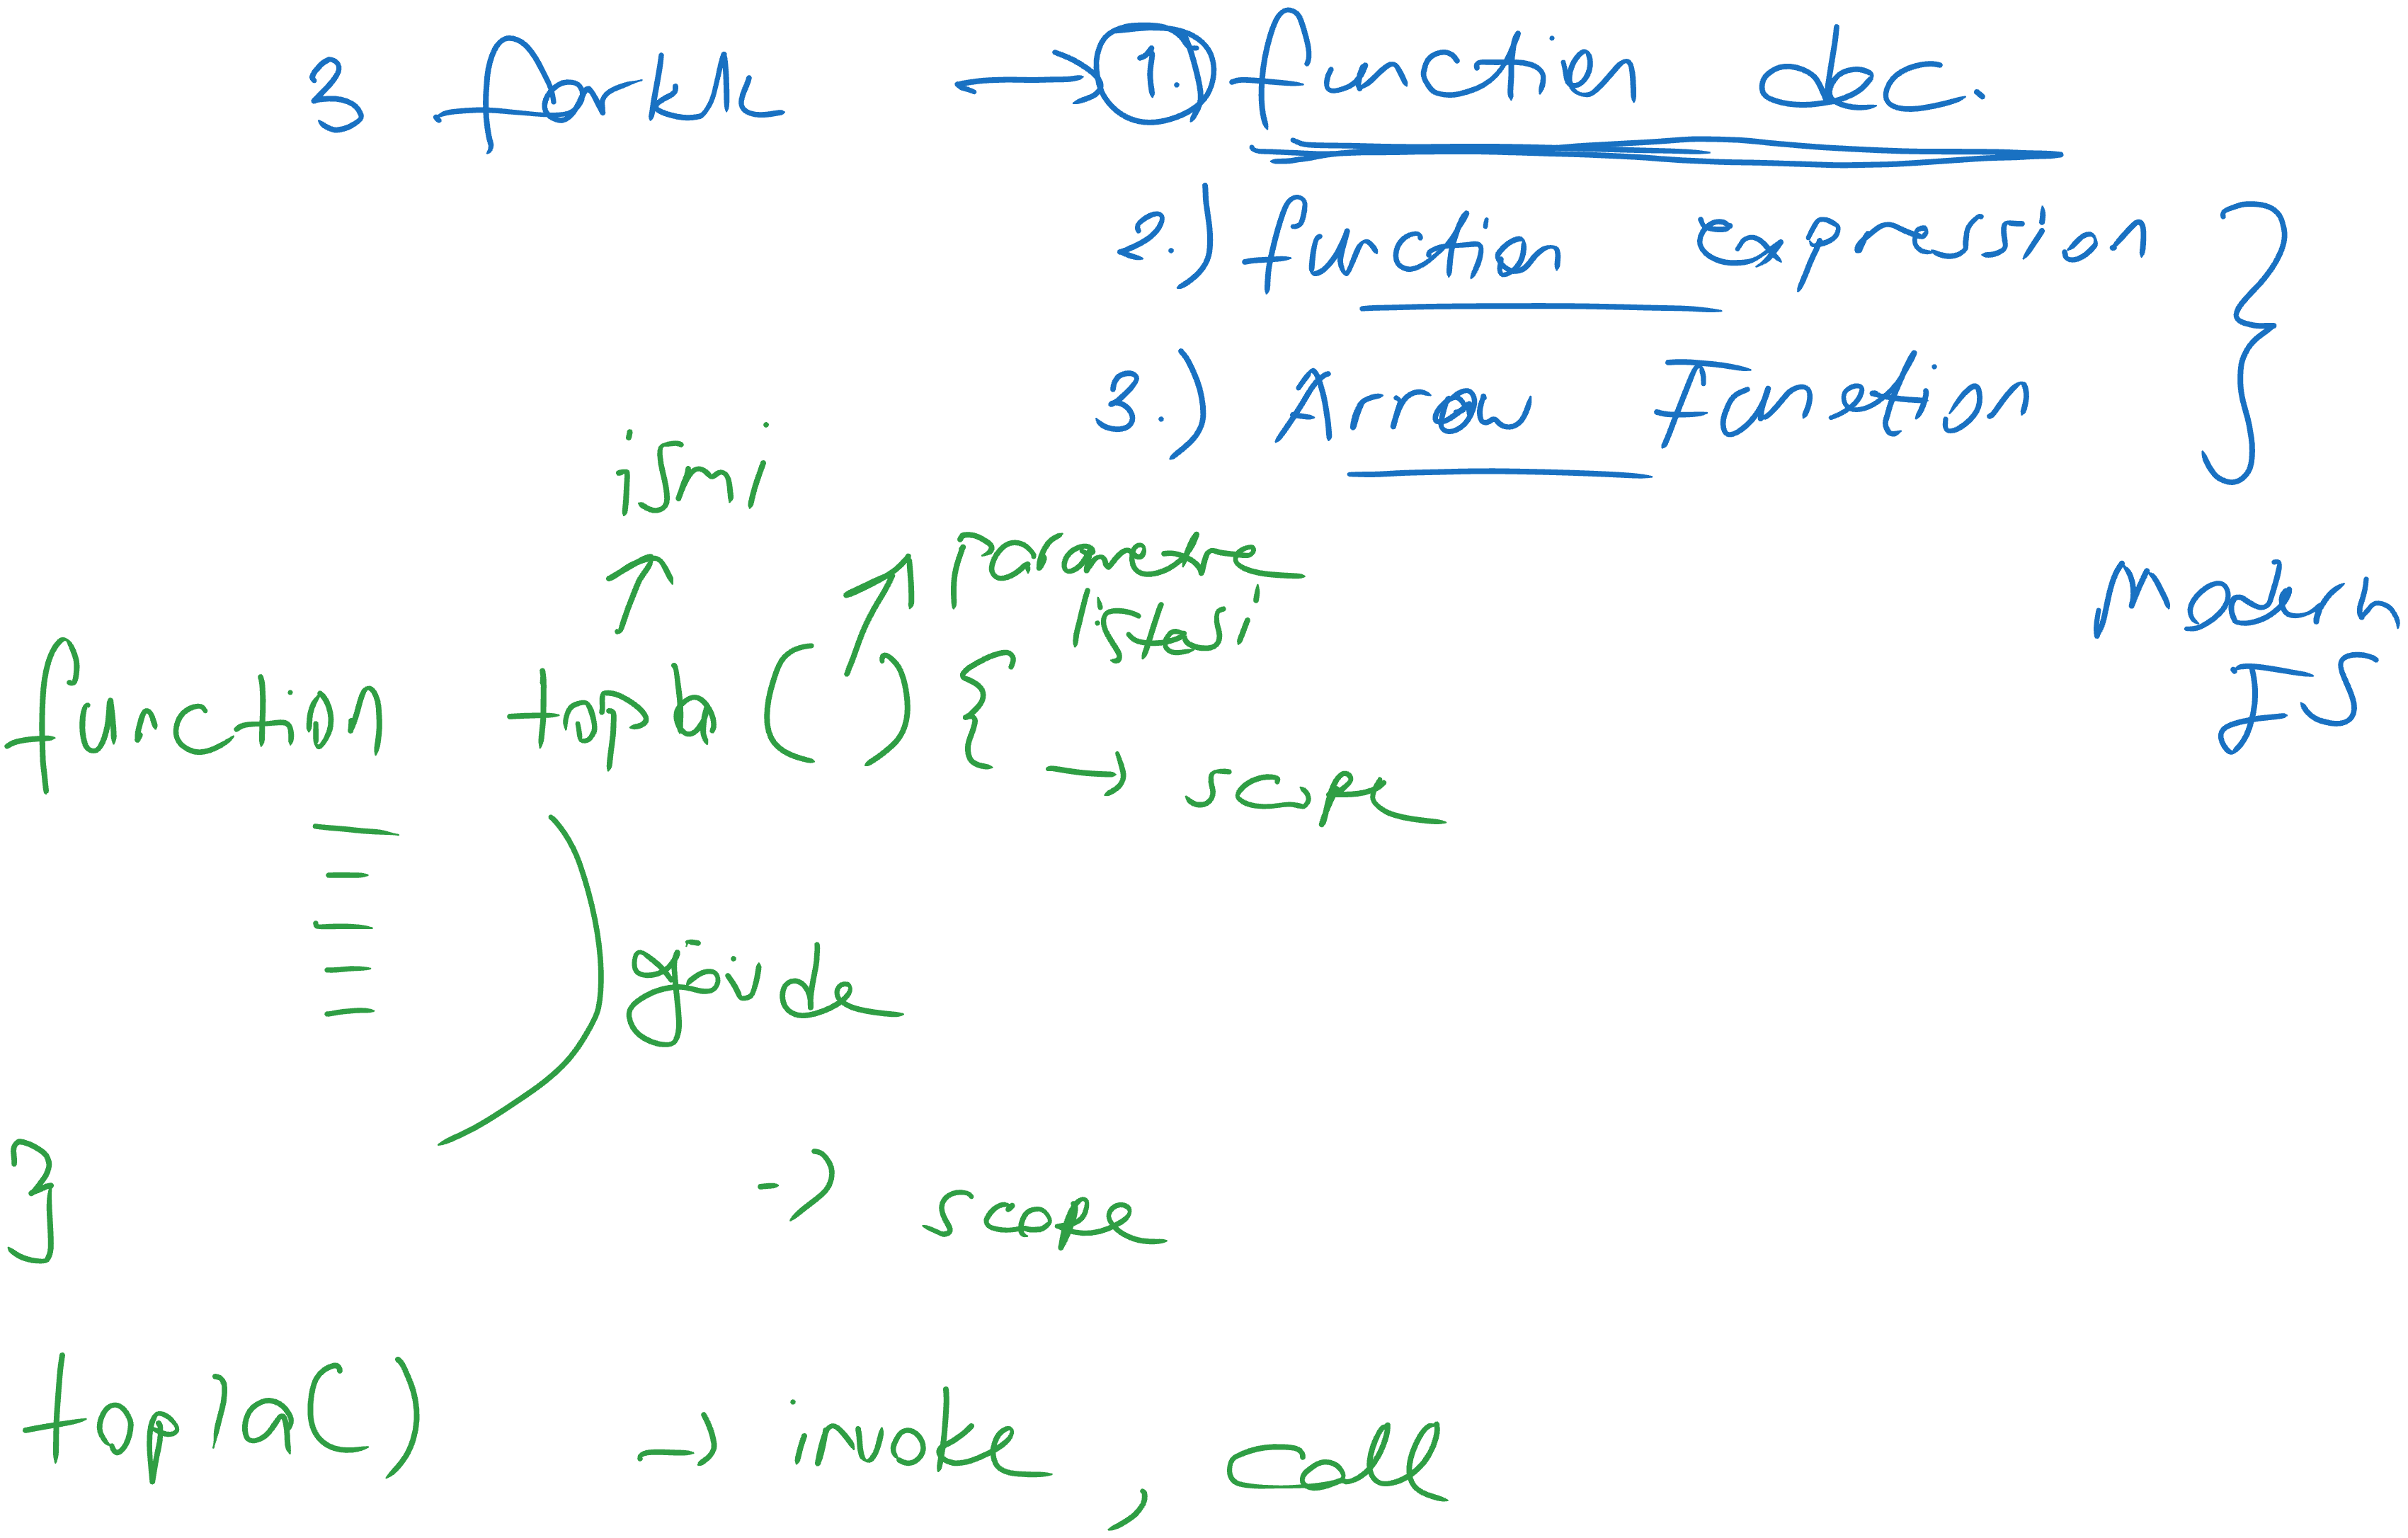 3 farklı → 1.) function dec.
2.) function expression }
3.) Arrow Function
Modern
JS
ismi
parametre
listesi
function topla() {
→ scope
gövde
}
→ scope
topla() → invoke, call